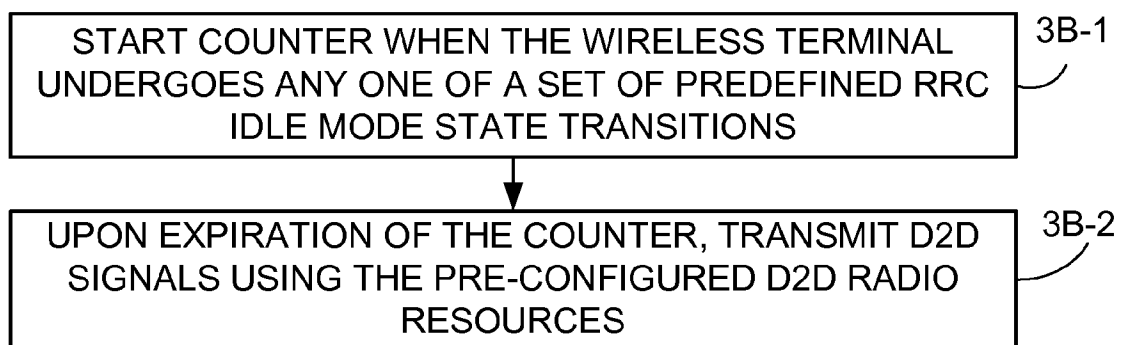 START COUNTER WHEN THE WIRELESS TERMINAL
UNDERGOES ANY ONE OF A SET OF PREDEFINED RRC
IDLE MODE STATE TRANSITIONS
3B-1
UPON EXPIRATION OF THE COUNTER, TRANSMIT D2D
SIGNALS USING THE PRE-CONFIGURED D2D RADIO
RESOURCES
3B-2